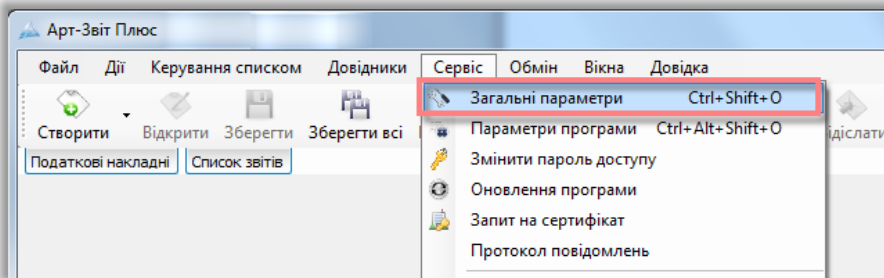 Арт-Звіт Плюс
Файл Дії Керування списком Довідники Сервіс Обмін Вікна Довідка
Створити Відкрити Зберегти Зберегти всі
Загальні параметри Ctrl+Shift+O
Параметри програми Ctrl+Alt+Shift+O
Змінити пароль доступу
Оновлення програми
Запит на сертифікат
Протокол повідомлень
Податкові накладні Список звітів